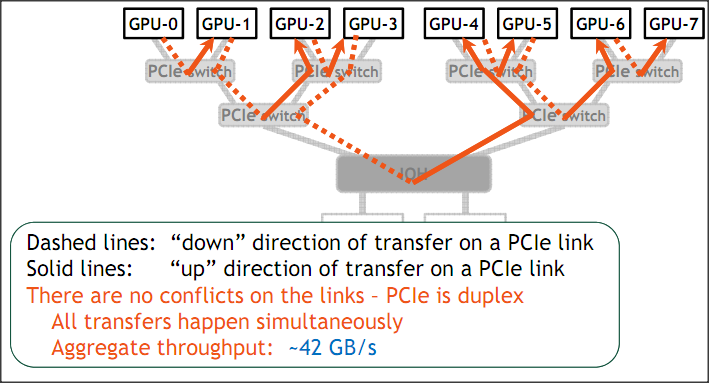 GPU-0 GPU-1 GPU-2 GPU-3 GPU-4 GPU-5 GPU-6 GPU-7
PCIe switch PCIe switch PCIe switch PCIe switch
PCIe switch PCIe switch
IOH
Dashed lines: “down” direction of transfer on a PCIe link
Solid lines: “up” direction of transfer on a PCIe link
There are no conflicts on the links – PCIe is duplex
All transfers happen simultaneously
Aggregate throughput: ~42 GB/s